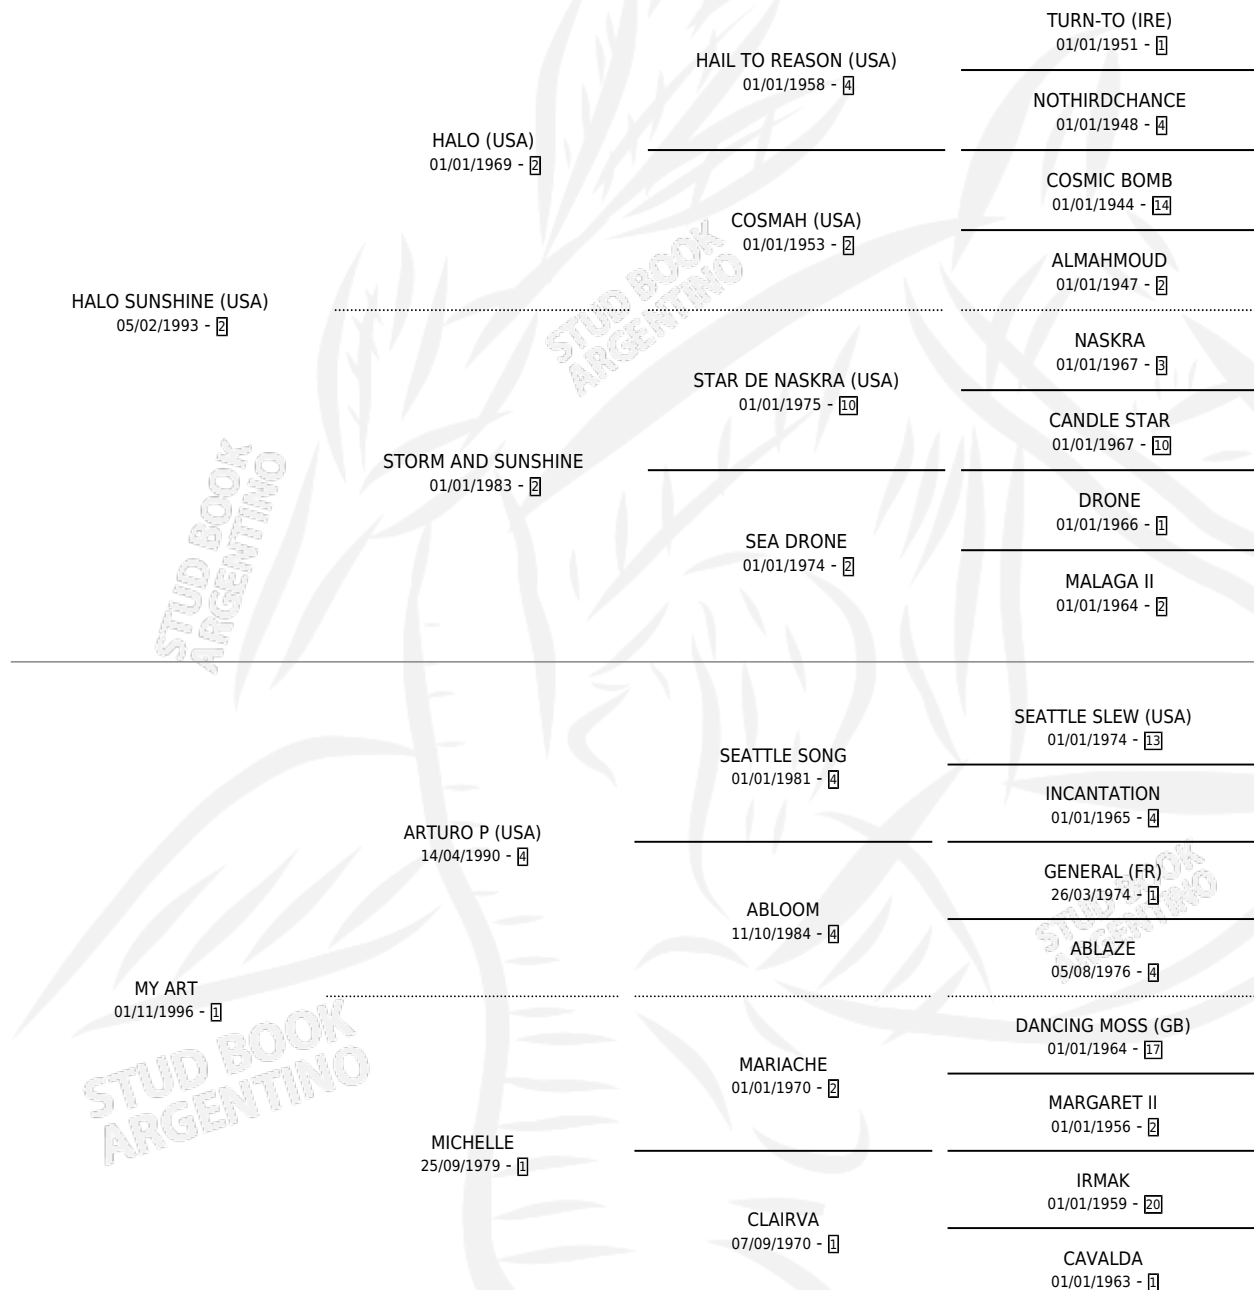 TURN-TO (IRE)
01/01/1951 - 1
HAIL TO REASON (USA)
01/01/1958 - 4
NOTHIRDCHANCE
01/01/1948 - 4
HALO (USA)
01/01/1969 - 2
COSMIC BOMB
01/01/1944 - 14
COSMAH (USA)
01/01/1953 - 2
ALMAHMOUD
01/01/1947 - 2
HALO SUNSHINE (USA)
05/02/1993 - 2
NASKRA
01/01/1967 - 3
STAR DE NASKRA (USA)
01/01/1975 - 10
CANDLE STAR
01/01/1967 - 10
STORM AND SUNSHINE
01/01/1983 - 2
DRONE
01/01/1966 - 1
SEA DRONE
01/01/1974 - 2
MALAGA II
01/01/1964 - 2
SEATTLE SLEW (USA)
01/01/1974 - 13
SEATTLE SONG
01/01/1981 - 4
INCANTATION
01/01/1965 - 4
ARTURO P (USA)
14/04/1990 - 4
GENERAL (FR)
26/03/1974 - 1
ABLOOM
11/10/1984 - 4
ABLAZE
05/08/1976 - 4
MY ART
01/11/1996 - 1
DANCING MOSS (GB)
01/01/1964 - 17
MARIACHE
01/01/1970 - 2
MARGARET II
01/01/1956 - 2
MICHELLE
25/09/1979 - 1
IRMAK
01/01/1959 - 20
CLAIRVA
07/09/1970 - 1
CAVALDA
01/01/1963 - 1
STUD BOOK
ARGENTINO
STUD BOOK
ARGENTINO
STUD BOOK
ARGENTINO
STUD BOOK
ARGENTINO